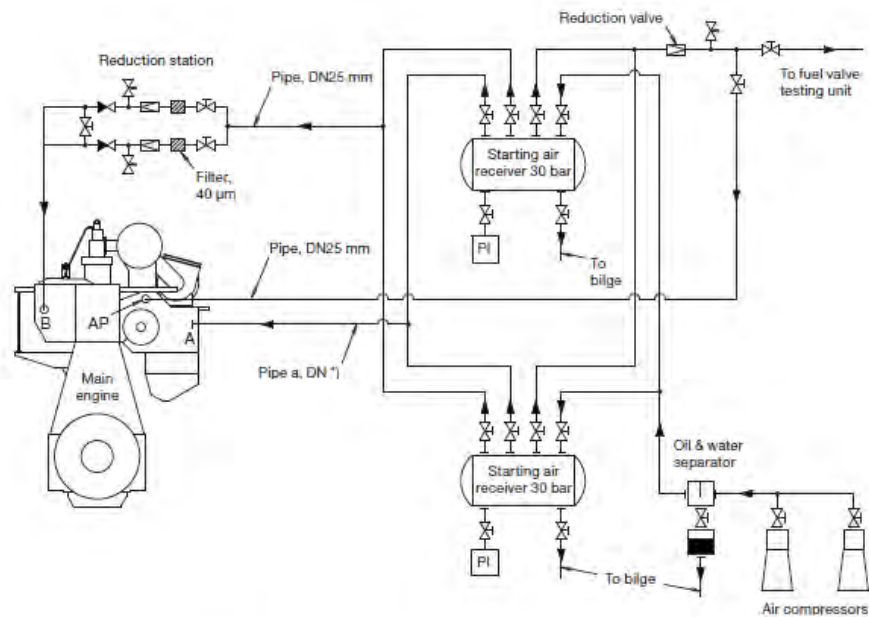 Reduction valve
Reduction station
Pipe, DN25 mm
To fuel valve
testing unit
Starting air
receiver 30 bar
Filter,
40 µm
PI
To
bilge
Pipe, DN25 mm
B
AP
A
Pipe a, DN *)
Main
engine
Oil & water
separator
Starting air
receiver 30 bar
PI
To bilge
Air compressors